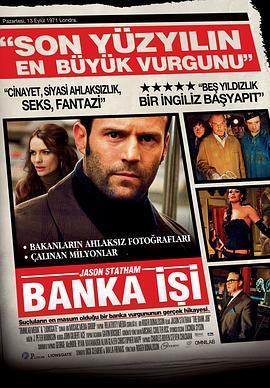 Pazartesi, 13 Eylül 1971 Londra.
“SON YÜZYILIN
EN BÜYÜK VURGUNU”
“CİNAYET, SİYASİ AHLAKSIZLIK,
SEKS, FANTAZİ”
★★★★★ “BEŞ YILDIZLIK
BİR İNGİLİZ BAŞYAPIT”
• BAKANLARIN AHLAKSIZ FOTOĞRAFLARI
• ÇALINAN MİLYONLAR
JASON STATHAM
BANKA İŞİ
Suçluların en masum olduğu bir banka vurgununun gerçek hikayesi.
LIONSGATE
OMNILAB